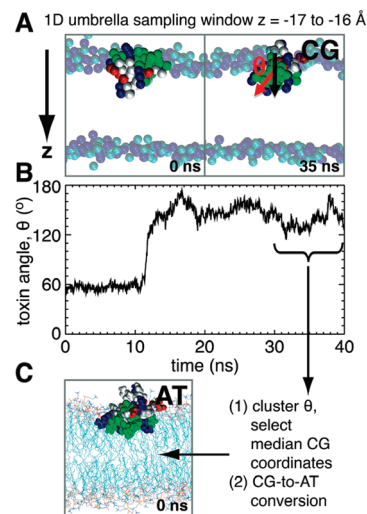 A 1D umbrella sampling window z = -17 to -16 Å
CG
θ
z
0 ns
35 ns
B
180
120
60
0
toxin angle, θ (°)
0 10 20 30 40
time (ns)
C
AT
0 ns
(1) cluster θ,
select
median CG
coordinates
(2) CG-to-AT
conversion